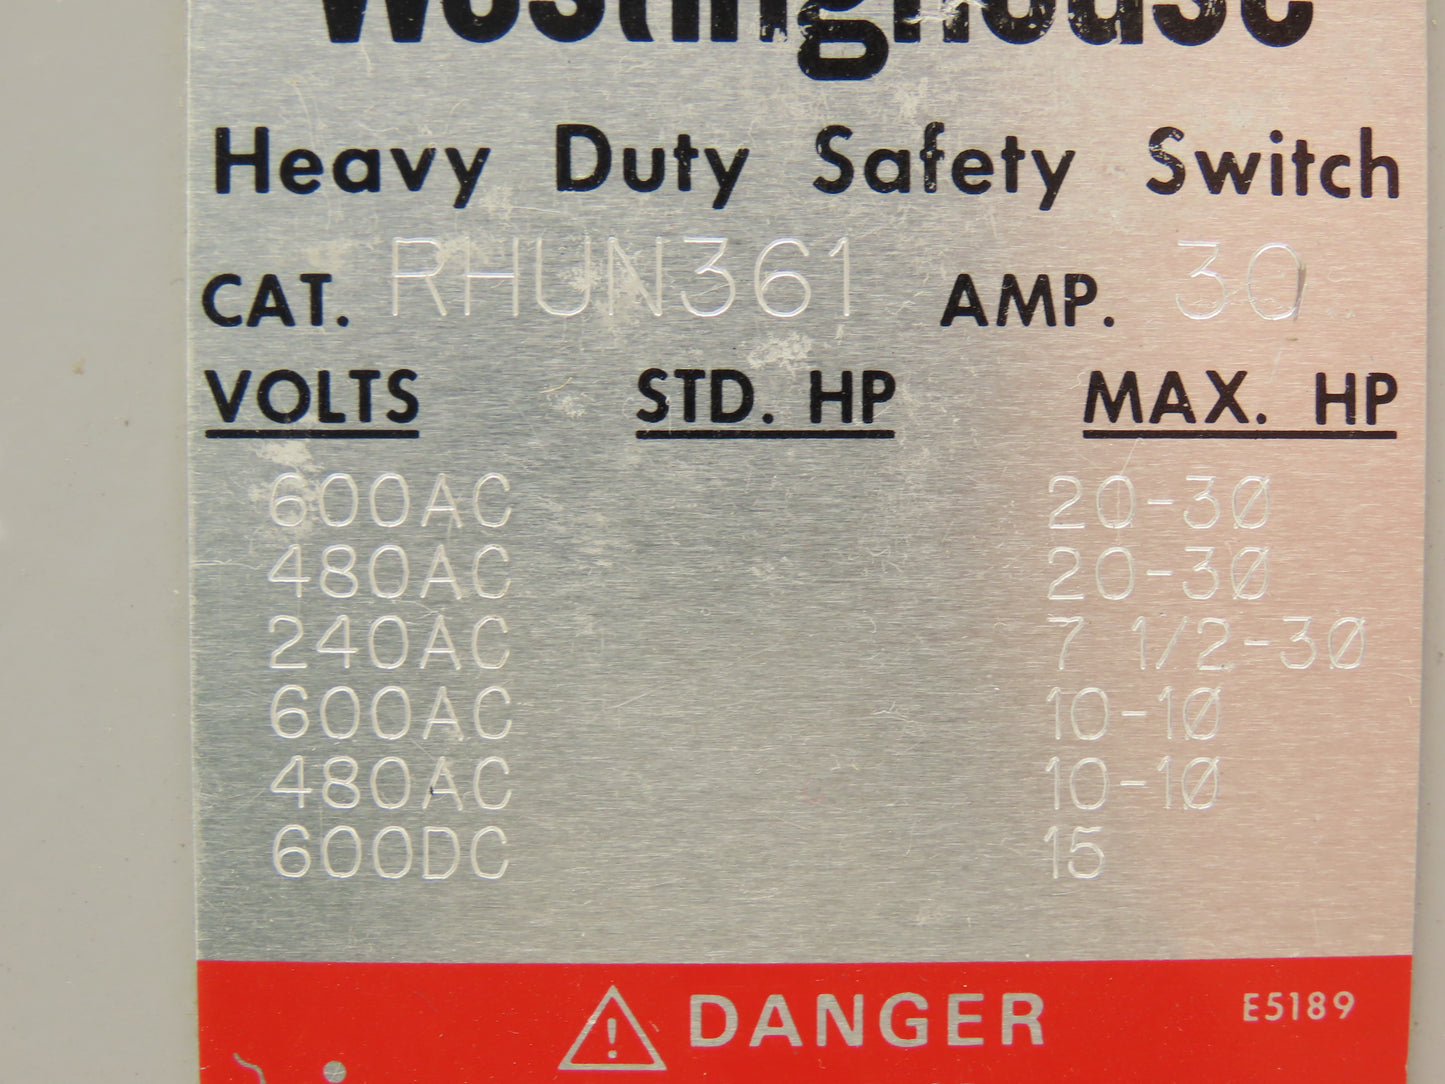 Westinghouse
Heavy Duty Safety Switch
CAT. RHUN361 AMP. 30
VOLTS STD. HP MAX. HP
600AC 20-3Ø
480AC 20-3Ø
240AC 7 1/2-3Ø
600AC 10-1Ø
480AC 10-1Ø
600DC 15
⚠ DANGER E5189